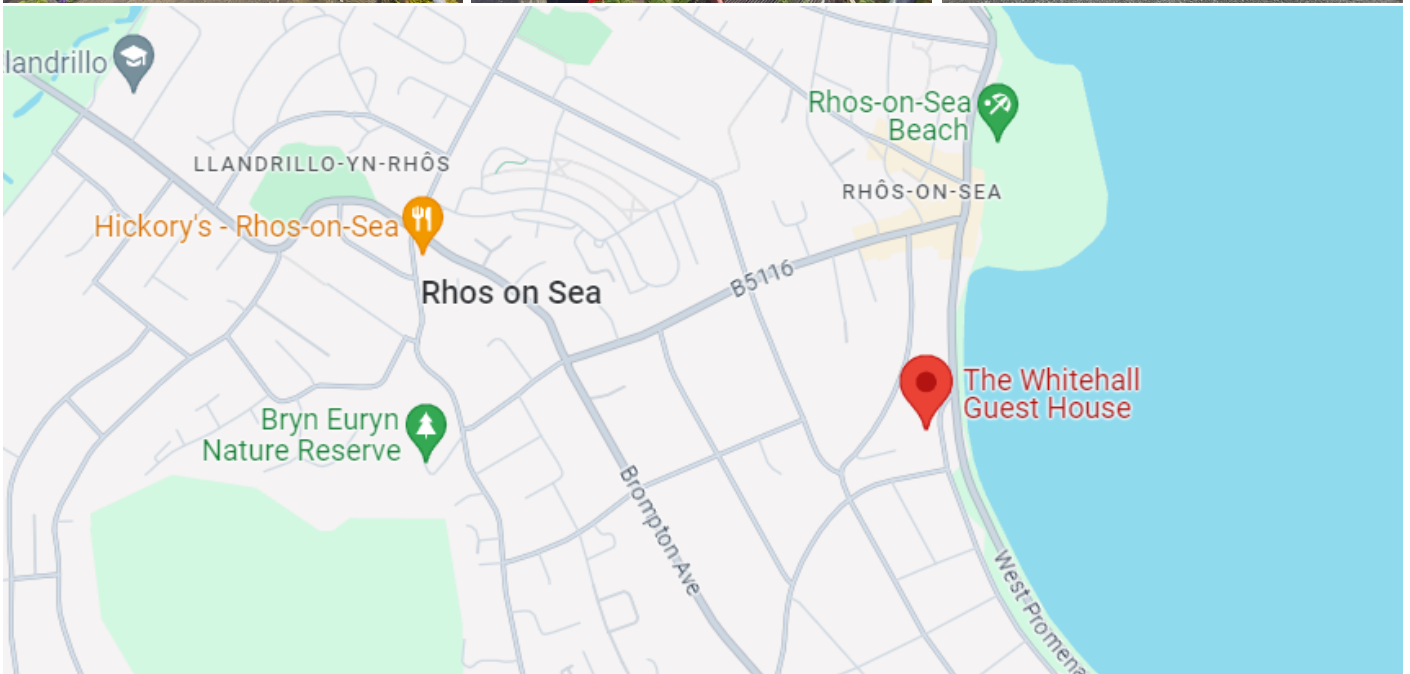 landrillo
Rhos-on-Sea
Beach
LLANDRILLO-YN-RHÔS
RHÔS-ON-SEA
Hickory's - Rhos-on-Sea
B5116
Rhos on Sea
The Whitehall
Guest House
Bryn Euryn
Nature Reserve
Brompton Ave
West Promena